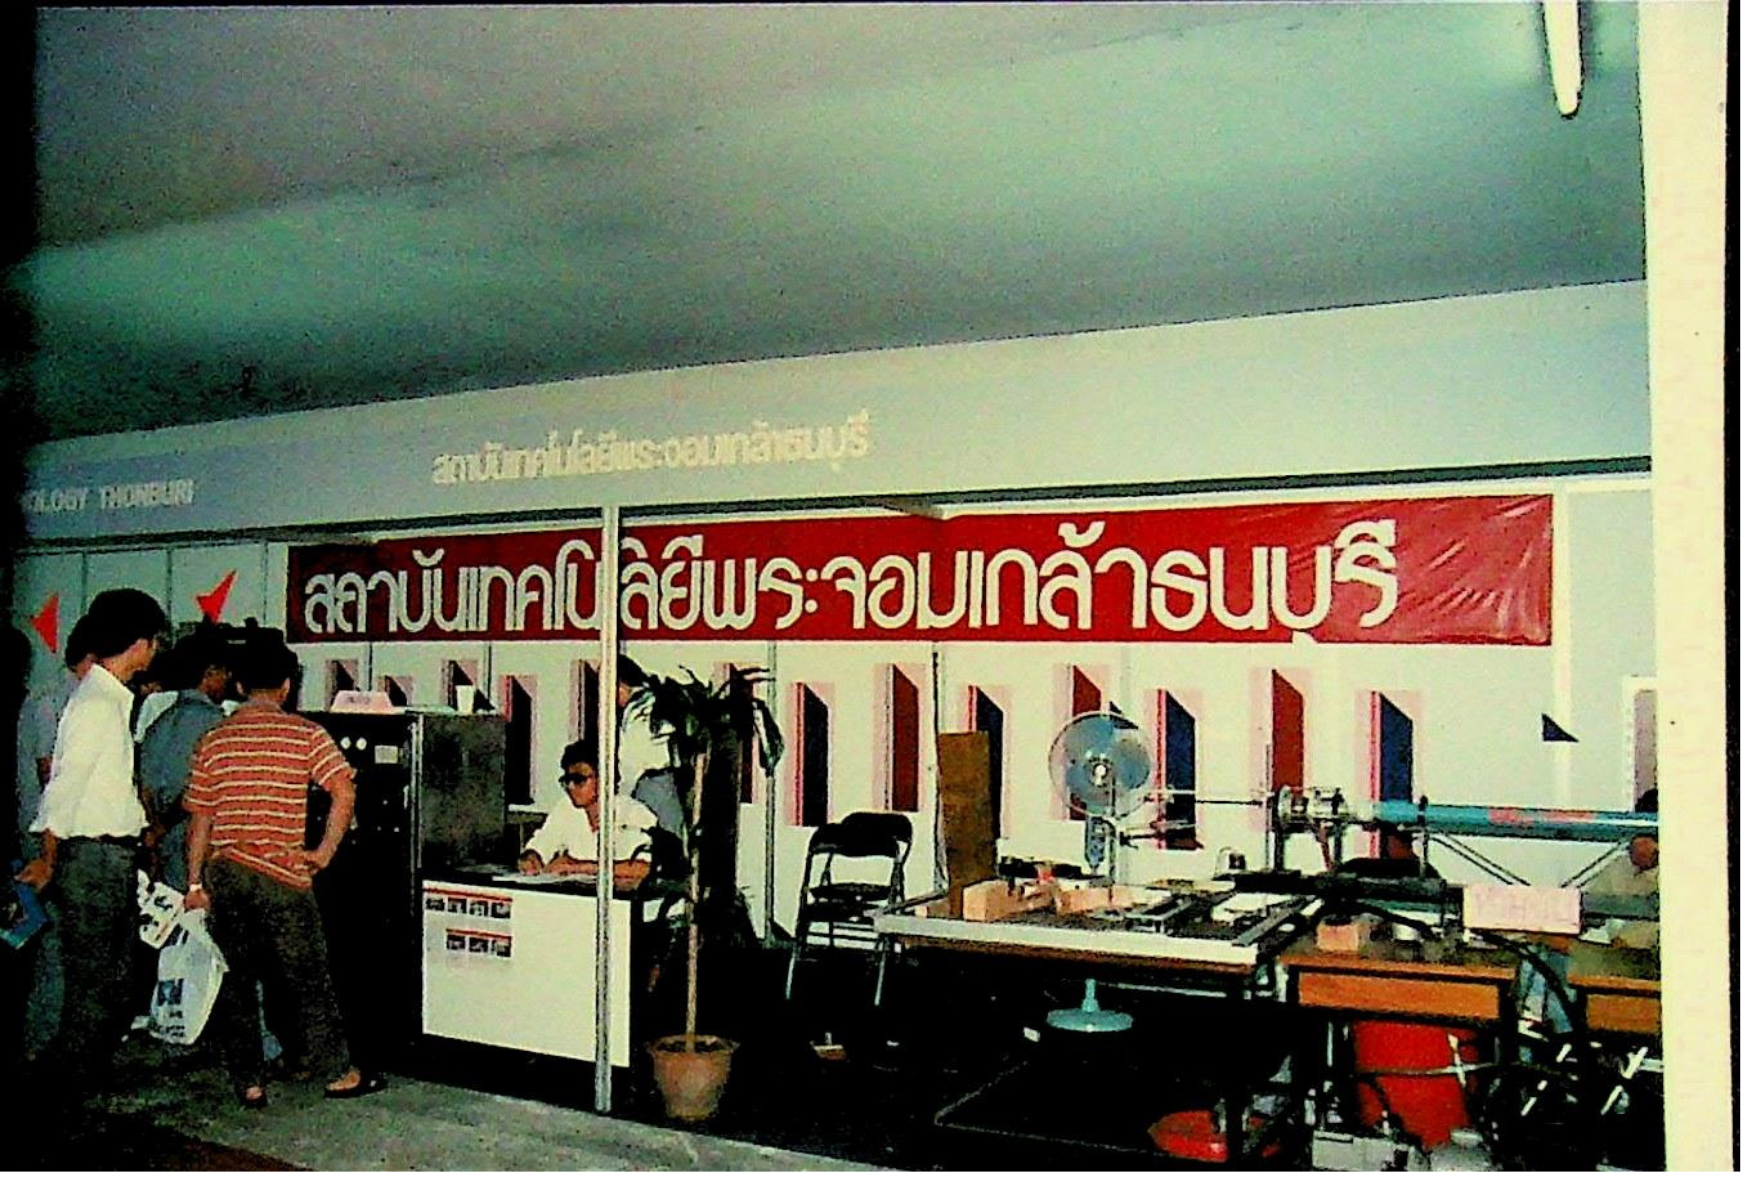 สถาบันเทคโนโลยีพระจอมเกล้าธนบุรี
OLOGY THONBURI
สถาบันเทคโนโลยีพระจอมเกล้าธนบุรี